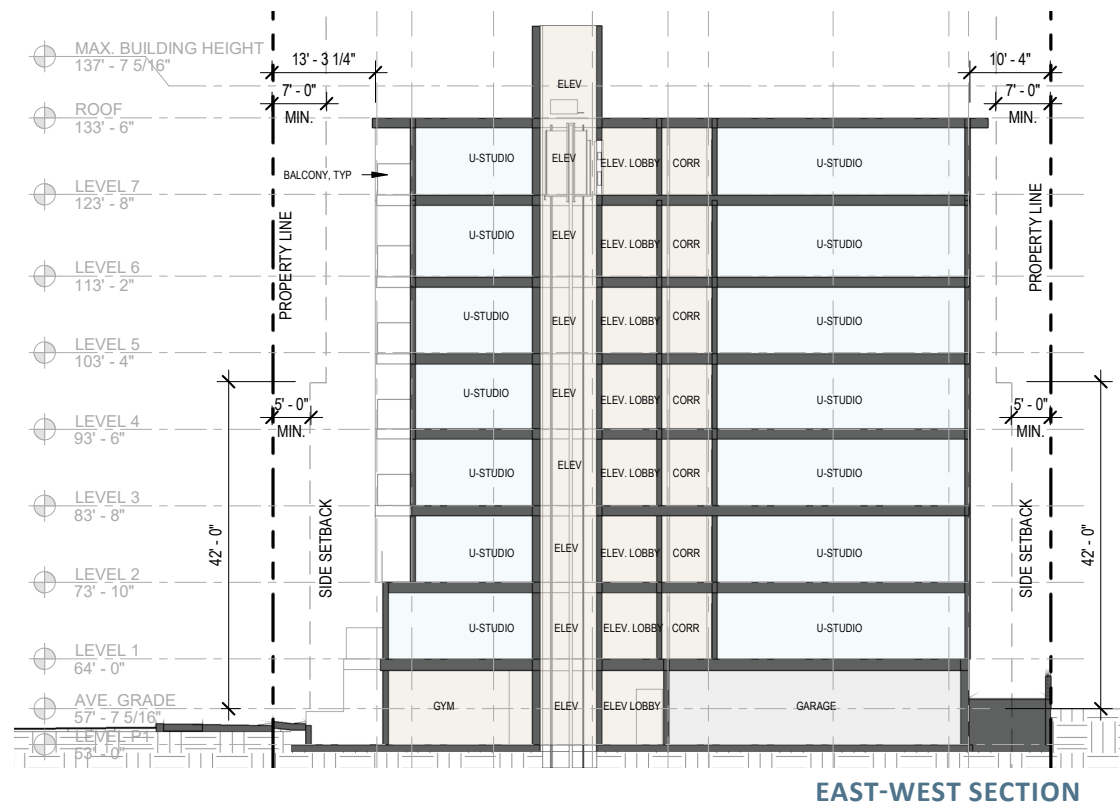 MAX. BUILDING HEIGHT
137' - 7 5/16"
13' - 3 1/4"
10' - 4"
7' - 0"
MIN.
7' - 0"
MIN.
ELEV
ROOF
133' - 6"
U-STUDIO
ELEV
ELEV. LOBBY
CORR
U-STUDIO
BALCONY, TYP
LEVEL 7
123' - 8"
PROPERTY LINE
PROPERTY LINE
U-STUDIO
ELEV
ELEV. LOBBY
CORR
U-STUDIO
LEVEL 6
113' - 2"
U-STUDIO
ELEV
ELEV. LOBBY
CORR
U-STUDIO
LEVEL 5
103' - 4"
U-STUDIO
ELEV
ELEV. LOBBY
CORR
U-STUDIO
5' - 0"
MIN.
5' - 0"
MIN.
LEVEL 4
93' - 6"
U-STUDIO
ELEV
ELEV. LOBBY
CORR
U-STUDIO
LEVEL 3
83' - 8"
42' - 0"
SIDE SETBACK
SIDE SETBACK
42' - 0"
U-STUDIO
ELEV
ELEV. LOBBY
CORR
U-STUDIO
LEVEL 2
73' - 10"
U-STUDIO
ELEV
ELEV. LOBBY
CORR
U-STUDIO
LEVEL 1
64' - 0"
AVE. GRADE
57' - 7 5/16"
GYM
ELEV
ELEV LOBBY
GARAGE
LEVEL P1
53' - 0"
EAST-WEST SECTION